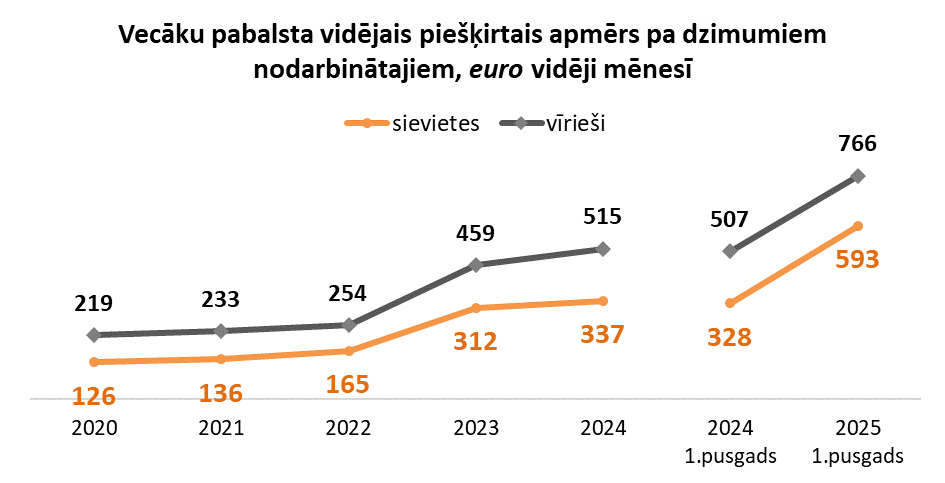 Vecāku pabalsta vidējais piešķirtais apmērs pa dzimumiem
nodarbinātajiem, euro vidēji mēnesī
sievietes vīrieši
766
593
515
507
459
337
328
312
254
233
219
165
136
126
2020 2021 2022 2023 2024 2024 2025
1.pusgads 1.pusgads